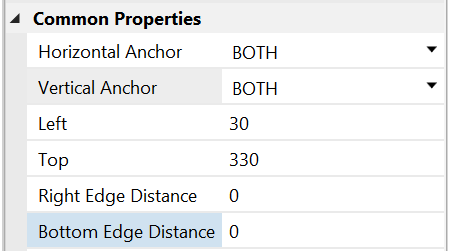 Common Properties
Horizontal Anchor BOTH
Vertical Anchor BOTH
Left 30
Top 330
Right Edge Distance 0
Bottom Edge Distance 0